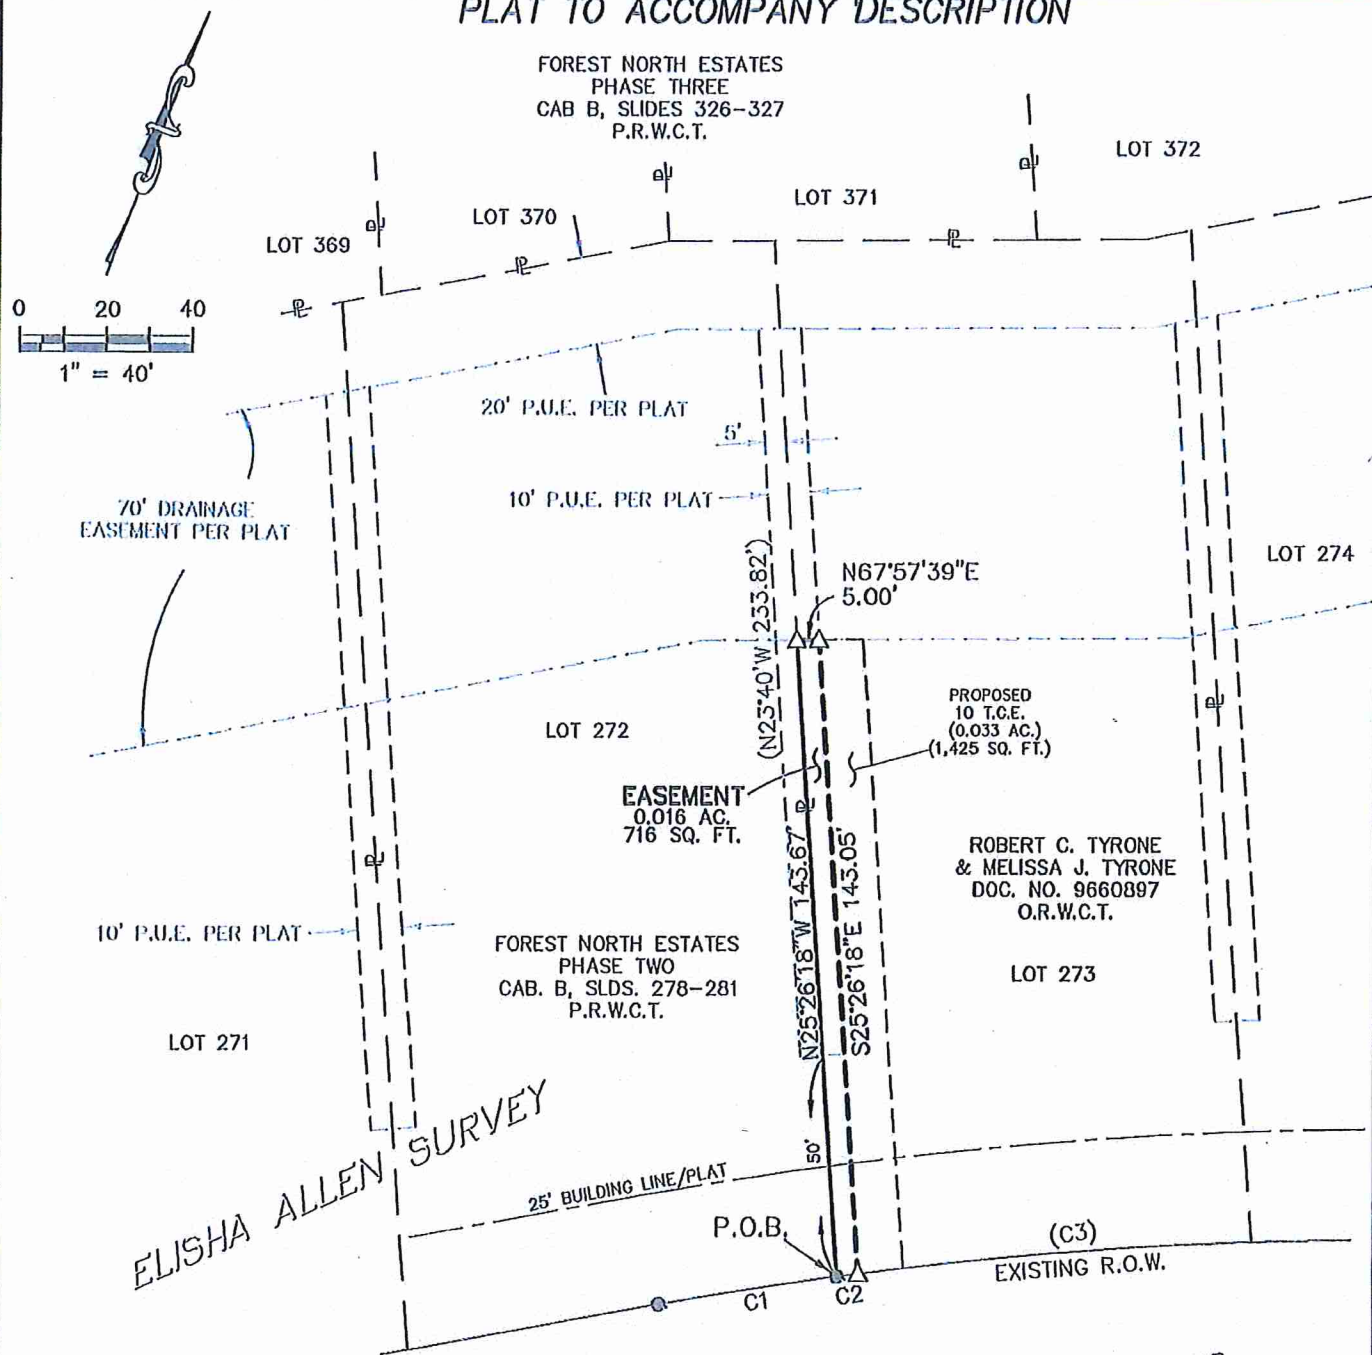 PLAT TO ACCOMPANY DESCRIPTION
FOREST NORTH ESTATES
PHASE THREE
CAB B, SLIDES 326-327
P.R.W.C.T.
LOT 372
LOT 371
LOT 370
LOT 369
0 20 40
1" = 40'
20' P.U.E. PER PLAT
5'
10' P.U.E. PER PLAT
70' DRAINAGE
EASEMENT PER PLAT
LOT 274
N67°57'39"E
5.00'
(N23°40'W 233.82')
PROPOSED
10 T.C.E.
(0.033 AC.)
(1,425 SQ. FT.)
LOT 272
EASEMENT
0.016 AC.
716 SQ. FT.
N25°26'18"W 143.67'
S25°26'18"E 143.05'
ROBERT C. TYRONE
& MELISSA J. TYRONE
DOC. NO. 9660897
O.R.W.C.T.
LOT 273
10' P.U.E. PER PLAT
FOREST NORTH ESTATES
PHASE TWO
CAB. B, SLDS. 278-281
P.R.W.C.T.
LOT 271
ELISHA ALLEN SURVEY
50'
25' BUILDING LINE/PLAT
P.O.B.
(C3)
EXISTING R.O.W.
C1
C2